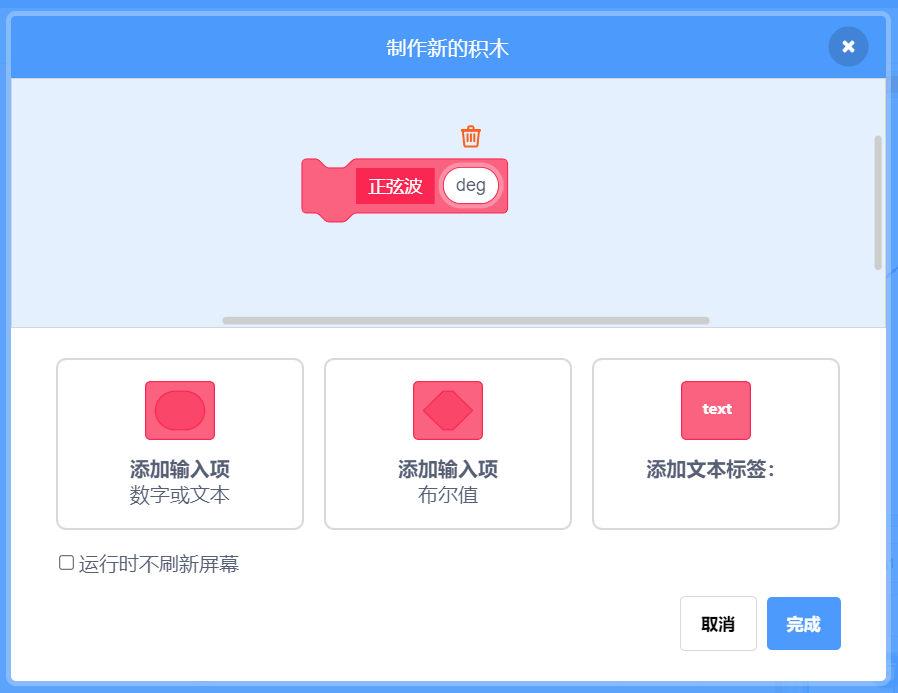 制作新的积木
正弦波 deg
text
添加输入项 添加输入项 添加文本标签：
数字或文本 布尔值
运行时不刷新屏幕
取消 完成